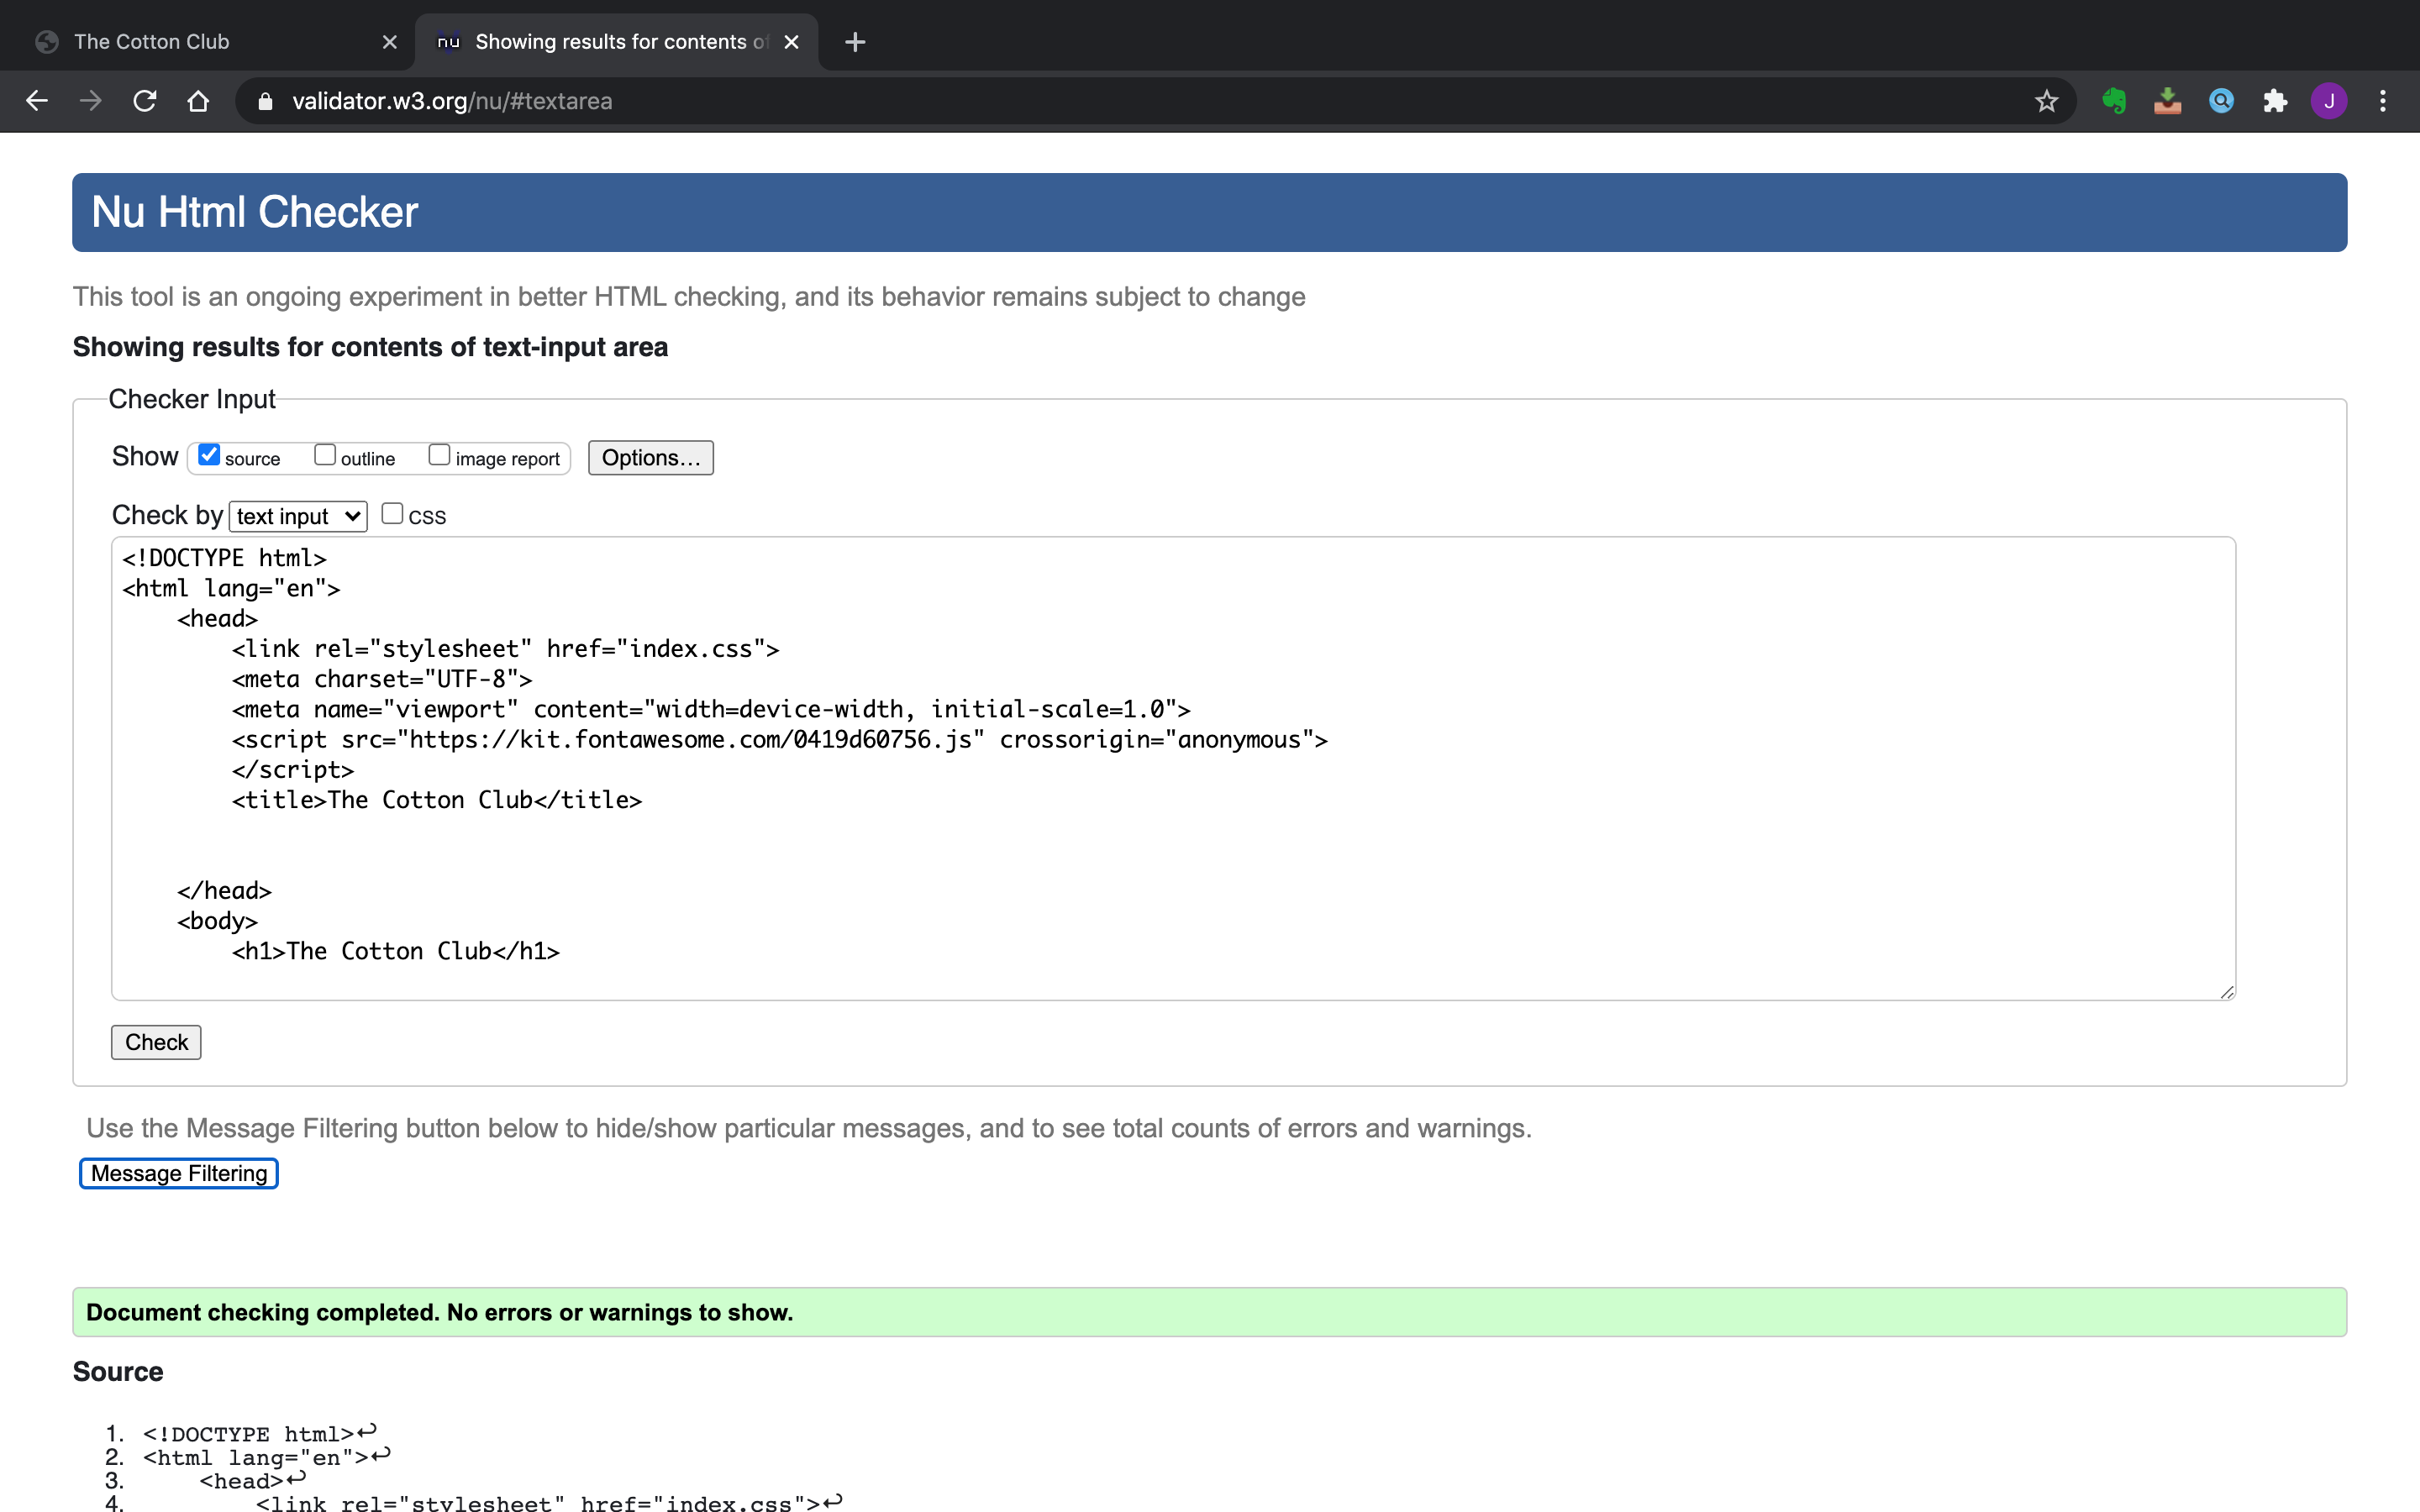 The Cotton Club
nu Showing results for contents of
validator.w3.org/nu/#textarea
J
Nu Html Checker
This tool is an ongoing experiment in better HTML checking, and its behavior remains subject to change
Showing results for contents of text-input area
Checker Input
Show source outline image report Options...
Check by text input CSS
<!DOCTYPE html>
<html lang="en">
<head>
<link rel="stylesheet" href="index.css">
<meta charset="UTF-8">
<meta name="viewport" content="width=device-width, initial-scale=1.0">
<script src="https://kit.fontawesome.com/0419d60756.js" crossorigin="anonymous">
</script>
<title>The Cotton Club</title>
</head>
<body>
<h1>The Cotton Club</h1>
Check
Use the Message Filtering button below to hide/show particular messages, and to see total counts of errors and warnings.
Message Filtering
Document checking completed. No errors or warnings to show.
Source
1. <!DOCTYPE html>↩
2. <html lang="en">↩
3. <head>↩
4. <link rel="stylesheet" href="index.css">↩